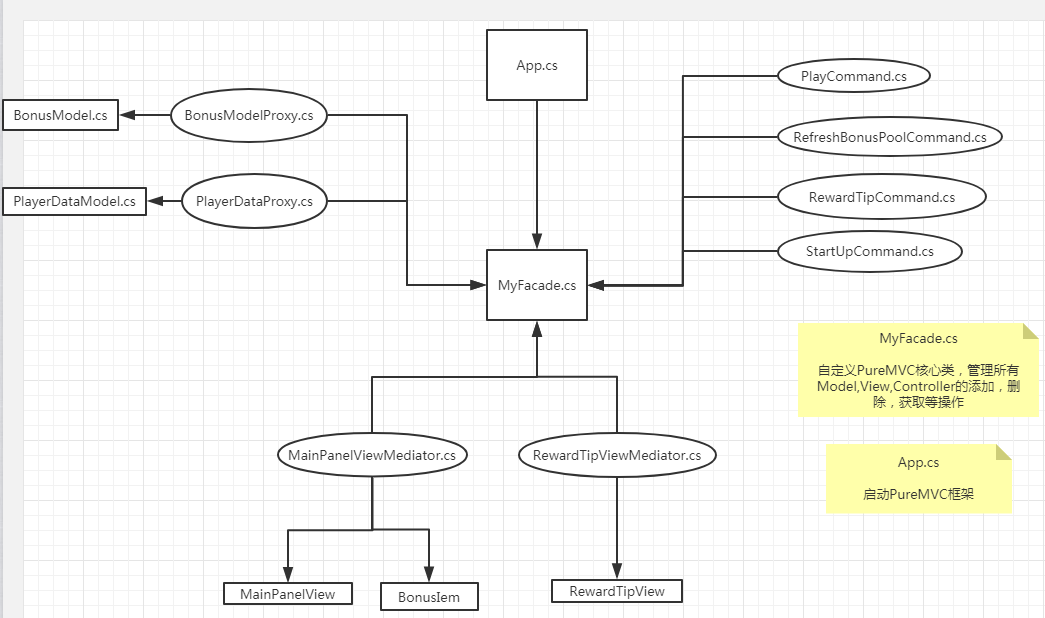 App.cs
PlayCommand.cs
BonusModel.cs
BonusModelProxy.cs
RefreshBonusPoolCommand.cs
PlayerDataModel.cs
PlayerDataProxy.cs
RewardTipCommand.cs
StartUpCommand.cs
MyFacade.cs
MyFacade.cs
自定义PureMVC核心类，管理所有
Model,View,Controller的添加，删
除，获取等操作
MainPanelViewMediator.cs
RewardTipViewMediator.cs
App.cs
启动PureMVC框架
MainPanelView
BonusIem
RewardTipView